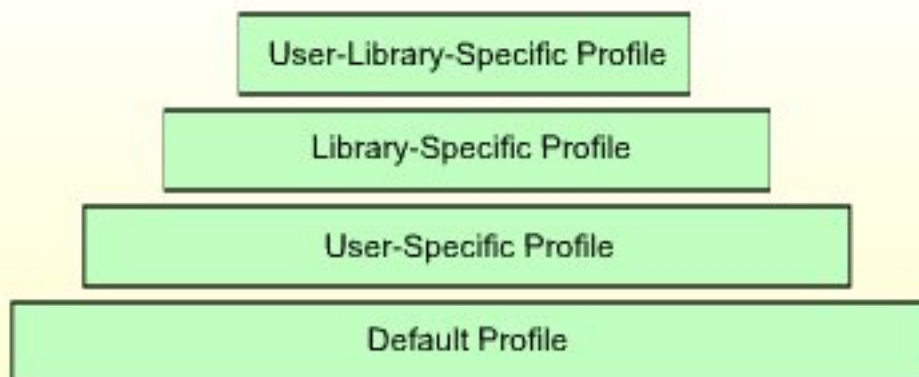 User-Library-Specific Profile
Library-Specific Profile
User-Specific Profile
Default Profile